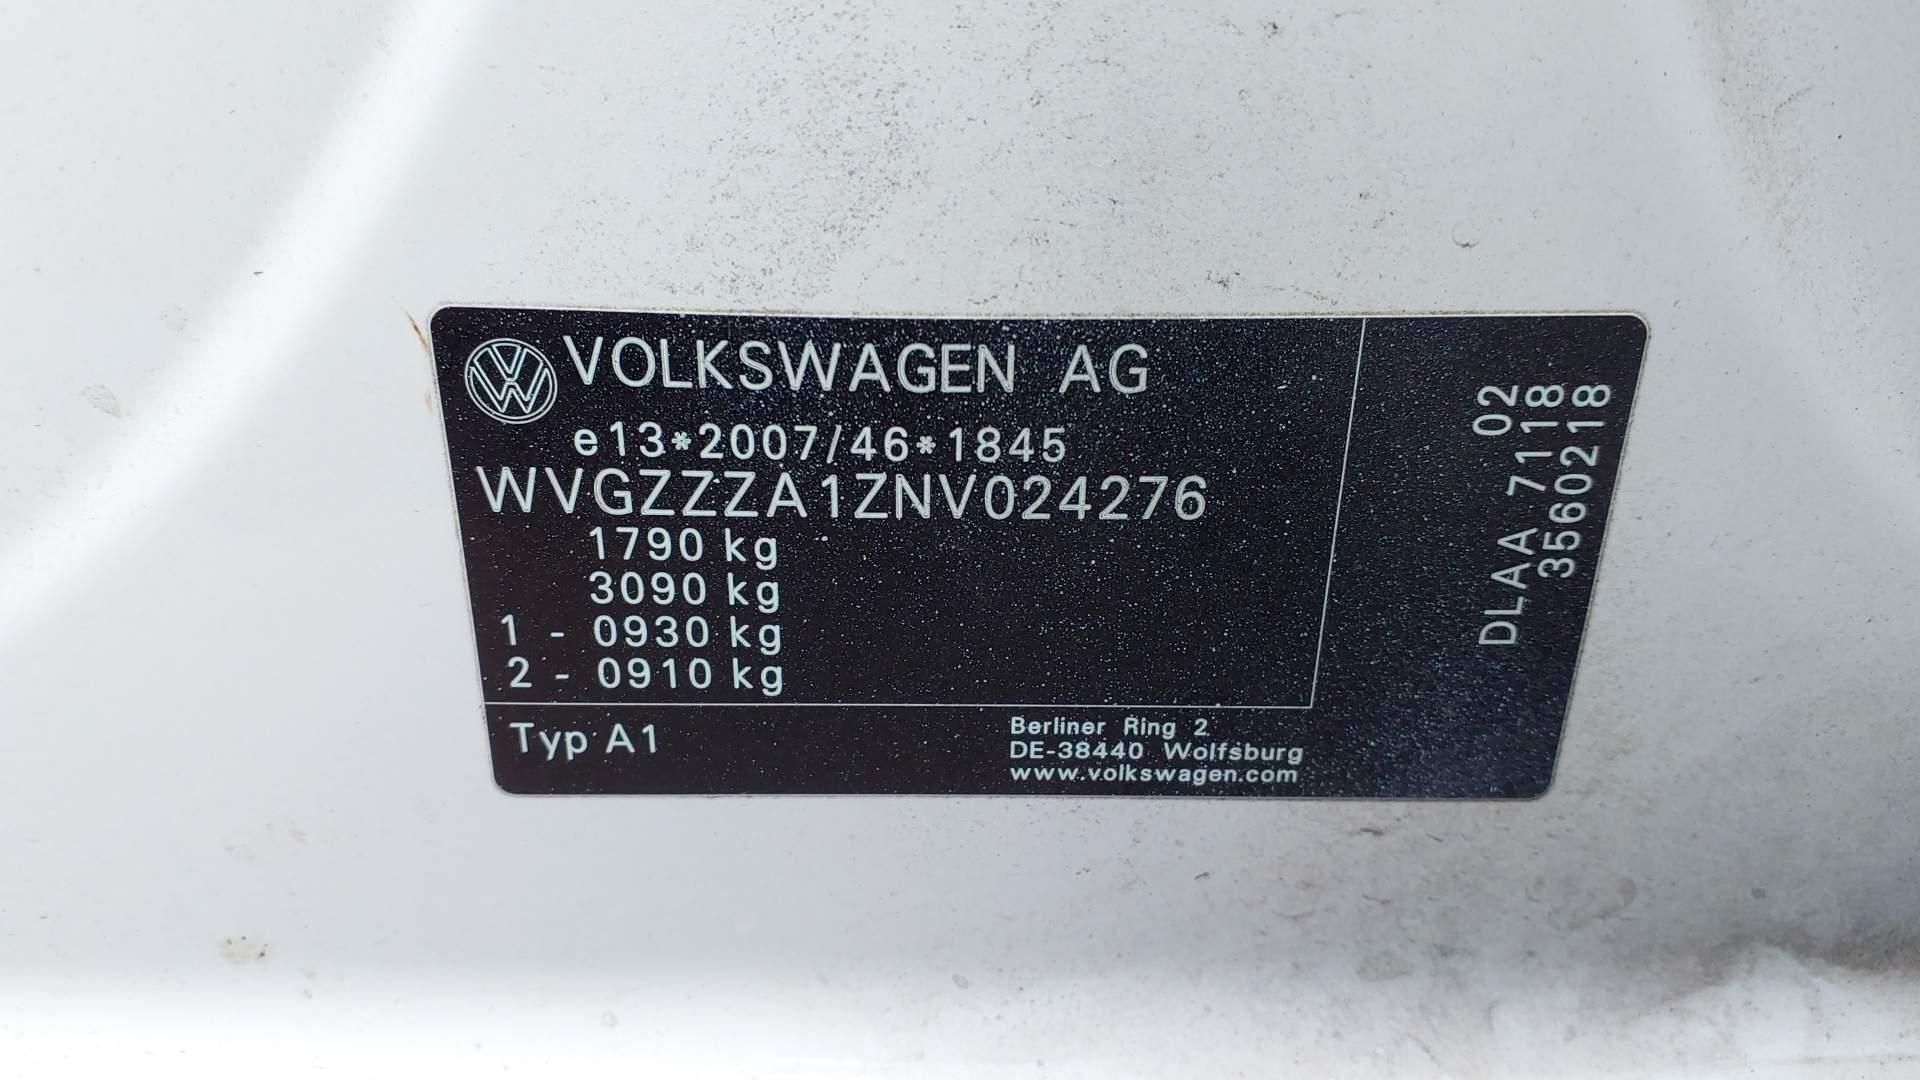 VOLKSWAGEN AG
e13*2007/46*1845
WVGZZZA1ZNV024276
1790 kg
3090 kg
1 - 0930 kg
2 - 0910 kg
Typ A1
Berliner Ring 2
DE-38440 Wolfsburg
www.volkswagen.com
DLAA 02
7118
3560218